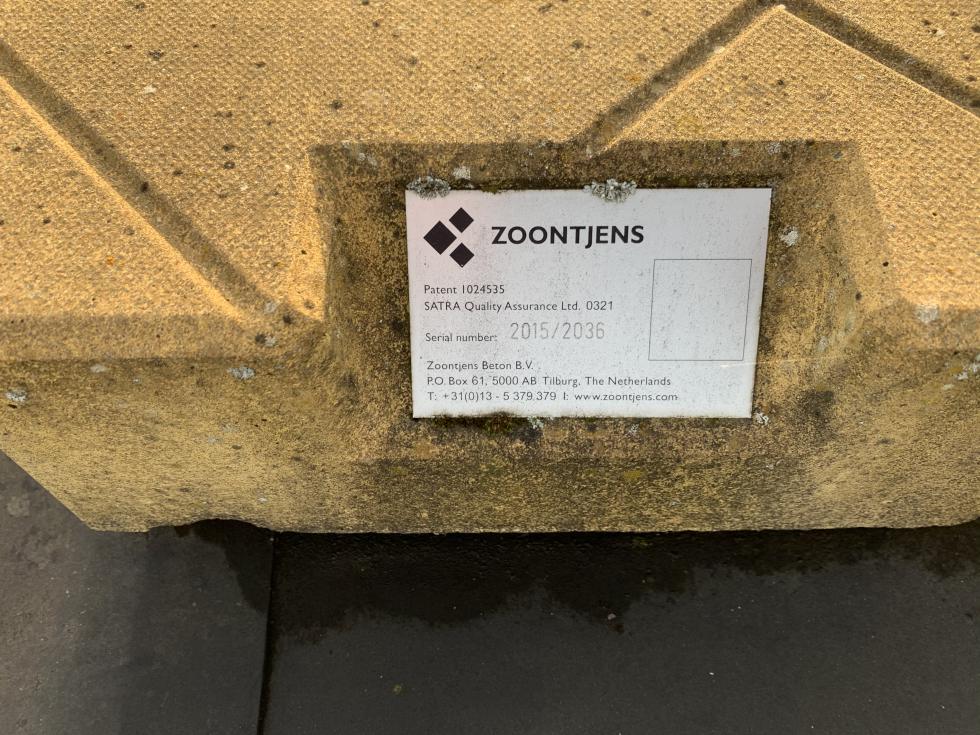 ZOONTJENS
Patent 1024535
SATRA Quality Assurance Ltd. 0321
Serial number: 2015/2036
Zoontjens Beton B.V.
P.O. Box 61, 5000 AB Tilburg, The Netherlands
T: +31(0)13 - 5 379 379 I: www.zoontjens.com